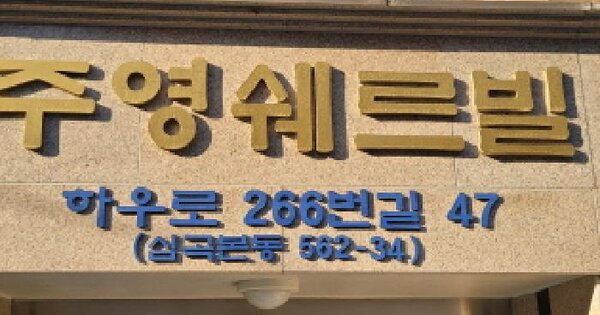 주영쉐르빌
하우로 266번길 47
(심곡본동 562-34)